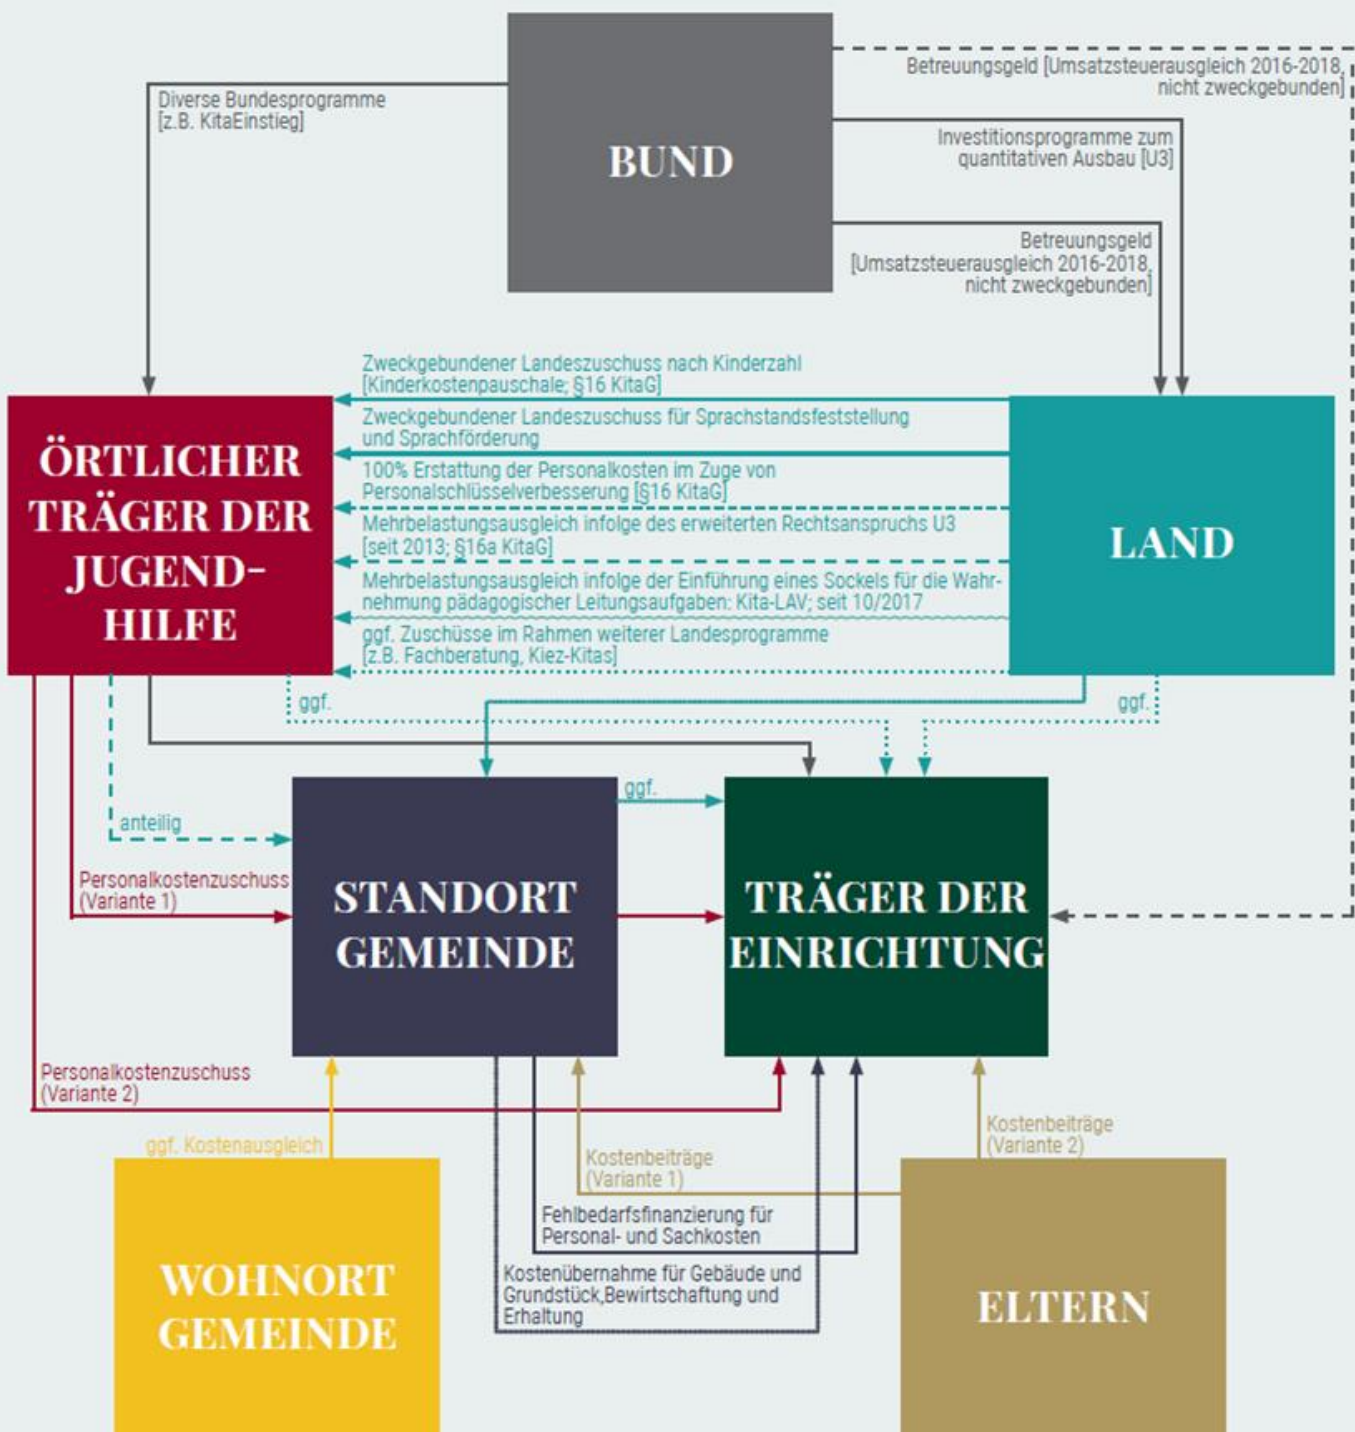 BUND
Diverse Bundesprogramme
[z.B. KitaEinstieg]
Betreuungsgeld [Umsatzsteuerausgleich 2016-2018,
nicht zweckgebunden]
Investitionsprogramme zum
quantitativen Ausbau [U3]
Betreuungsgeld
[Umsatzsteuerausgleich 2016-2018,
nicht zweckgebunden]
ÖRTLICHER
TRÄGER DER
JUGEND-
HILFE
Zweckgebundener Landeszuschuss nach Kinderzahl
[Kinderkostenpauschale; §16 KitaG]
Zweckgebundener Landeszuschuss für Sprachstandsfeststellung
und Sprachförderung
100% Erstattung der Personalkosten im Zuge von
Personalschlüsselverbesserung [§16 KitaG]
Mehrbelastungsausgleich infolge des erweiterten Rechtsanspruchs U3
[seit 2013; §16a KitaG]
Mehrbelastungsausgleich infolge der Einführung eines Sockels für die Wahr-
nehmung pädagogischer Leitungsaufgaben: Kita-LAV; seit 10/2017
ggf. Zuschüsse im Rahmen weiterer Landesprogramme
[z.B. Fachberatung, Kiez-Kitas]
LAND
ggf.
ggf.
anteilig
ggf.
Personalkostenzuschuss
(Variante 1)
STANDORT
GEMEINDE
TRÄGER DER
EINRICHTUNG
Personalkostenzuschuss
(Variante 2)
ggf. Kostenausgleich
Kostenbeiträge
(Variante 1)
Kostenbeiträge
(Variante 2)
Fehlbedarfsfinanzierung für
Personal- und Sachkosten
Kostenübernahme für Gebäude und
Grundstück,Bewirtschaftung und
Erhaltung
WOHNORT
GEMEINDE
ELTERN